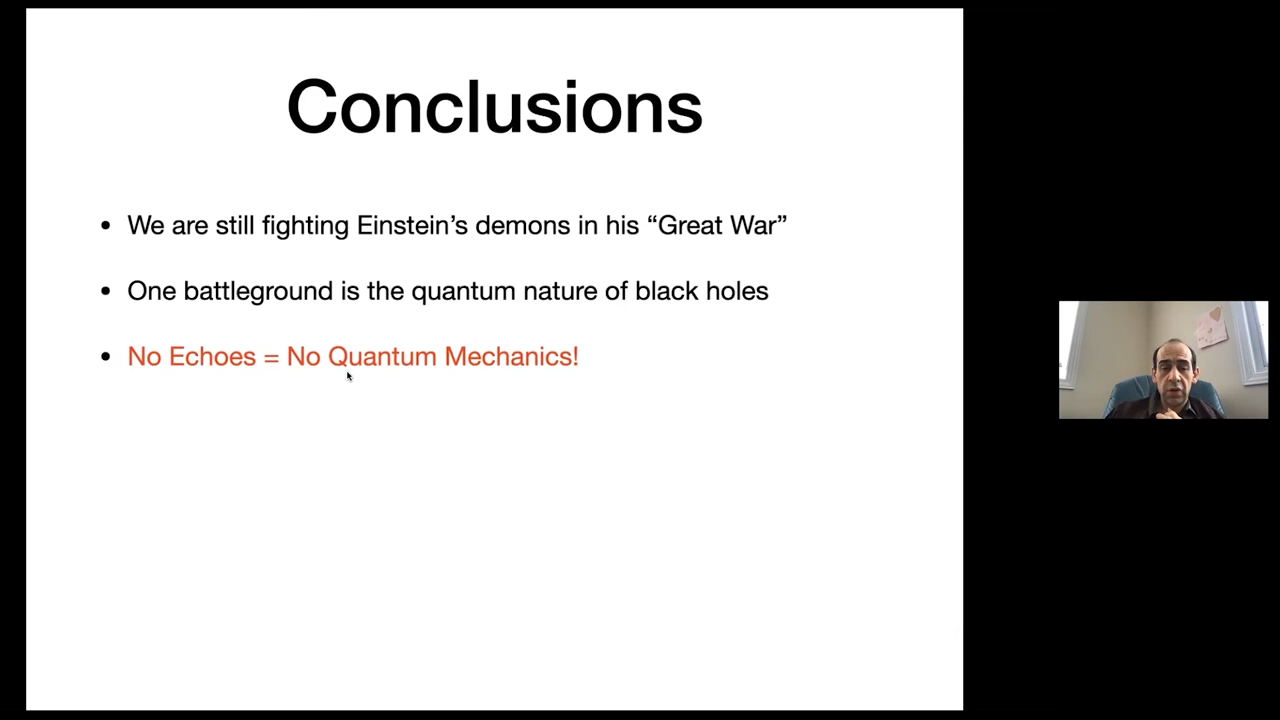 Conclusions
• We are still fighting Einstein’s demons in his “Great War”
• One battleground is the quantum nature of black holes
• No Echoes = No Quantum Mechanics!